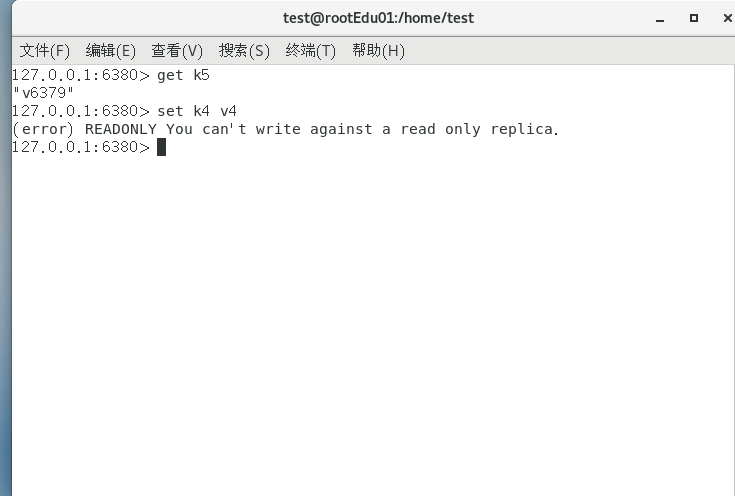 test@rootEdu01:/home/test
文件(F) 编辑(E) 查看(V) 搜索(S) 终端(T) 帮助(H)
127.0.0.1:6380> get k5
"v6379"
127.0.0.1:6380> set k4 v4
(error) READONLY You can't write against a read only replica.
127.0.0.1:6380>